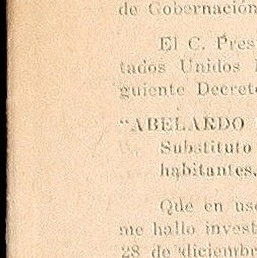 de Gobernación
El C. Pres
tados Unidos
guiente Decret
"ABELARDO
Substituto
habitantes.
Que en us
me hallo invest
28 de diciembr